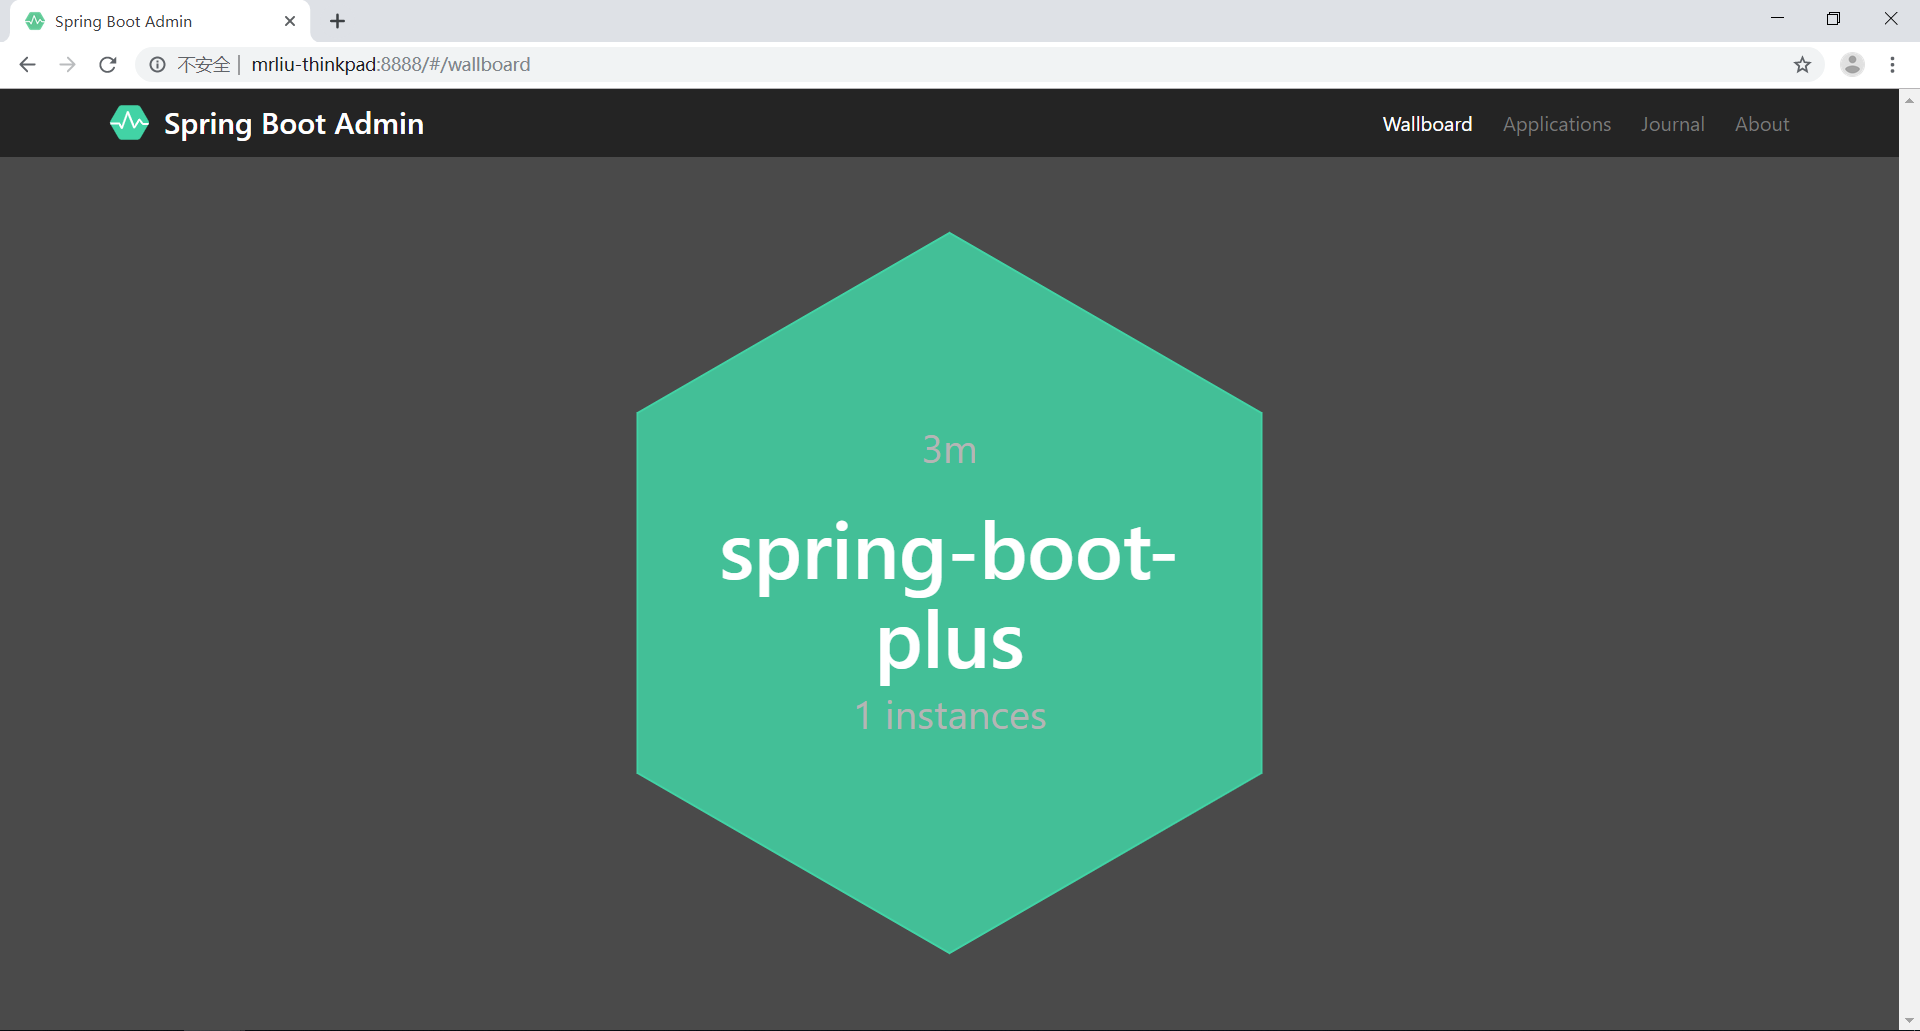 Spring Boot Admin
不安全 | mrliu-thinkpad:8888/#/wallboard
Spring Boot Admin
Wallboard
Applications
Journal
About
3m
spring-boot-
plus
1 instances